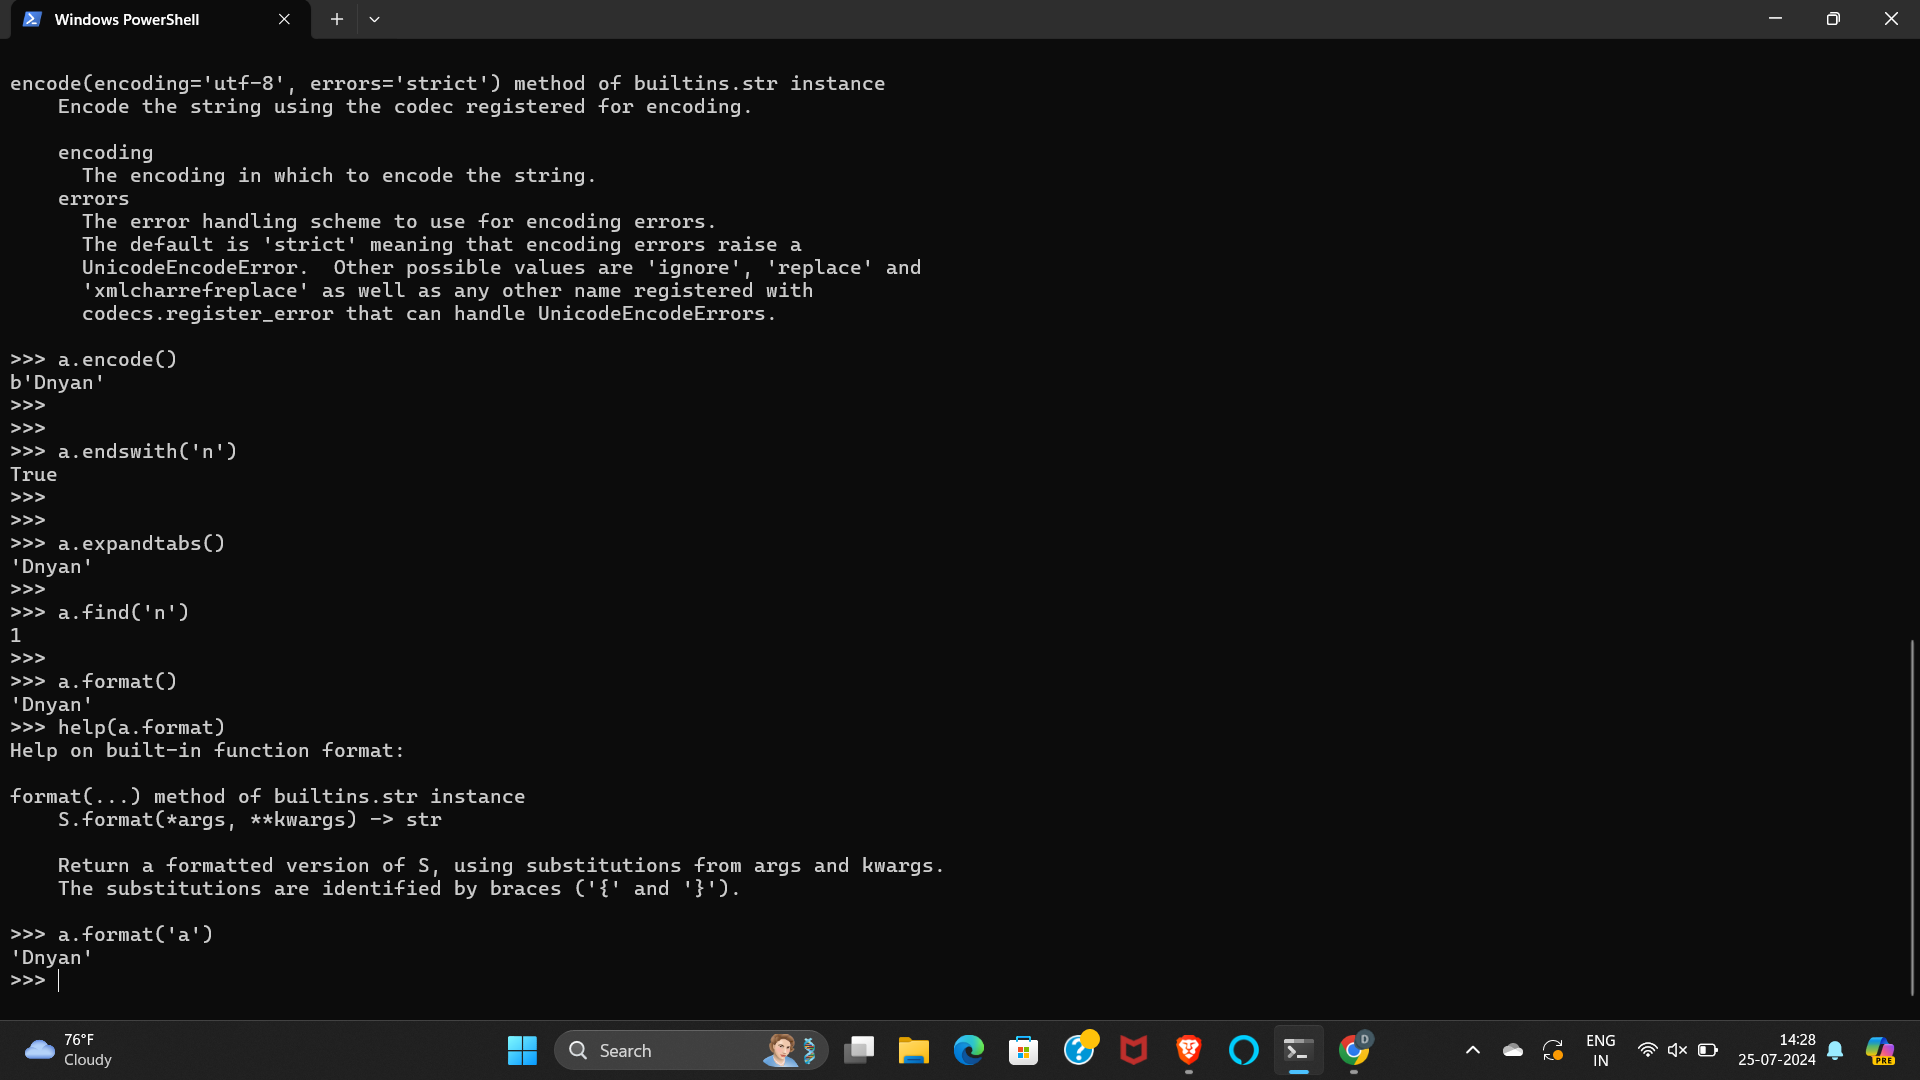 Windows PowerShell
encode(encoding='utf-8', errors='strict') method of builtins.str instance
    Encode the string using the codec registered for encoding.

    encoding
      The encoding in which to encode the string.
    errors
      The error handling scheme to use for encoding errors.
      The default is 'strict' meaning that encoding errors raise a
      UnicodeEncodeError.  Other possible values are 'ignore', 'replace' and
      'xmlcharrefreplace' as well as any other name registered with
      codecs.register_error that can handle UnicodeEncodeErrors.

>>> a.encode()
b'Dnyan'
>>>
>>>
>>> a.endswith('n')
True
>>>
>>>
>>> a.expandtabs()
'Dnyan'
>>>
>>> a.find('n')
1
>>>
>>> a.format()
'Dnyan'
>>> help(a.format)
Help on built-in function format:

format(...) method of builtins.str instance
    S.format(*args, **kwargs) -> str

    Return a formatted version of S, using substitutions from args and kwargs.
    The substitutions are identified by braces ('{' and '}').

>>> a.format('a')
'Dnyan'
>>>
76°F
Cloudy
Search
D
ENG
IN
14:28
25-07-2024
PRE